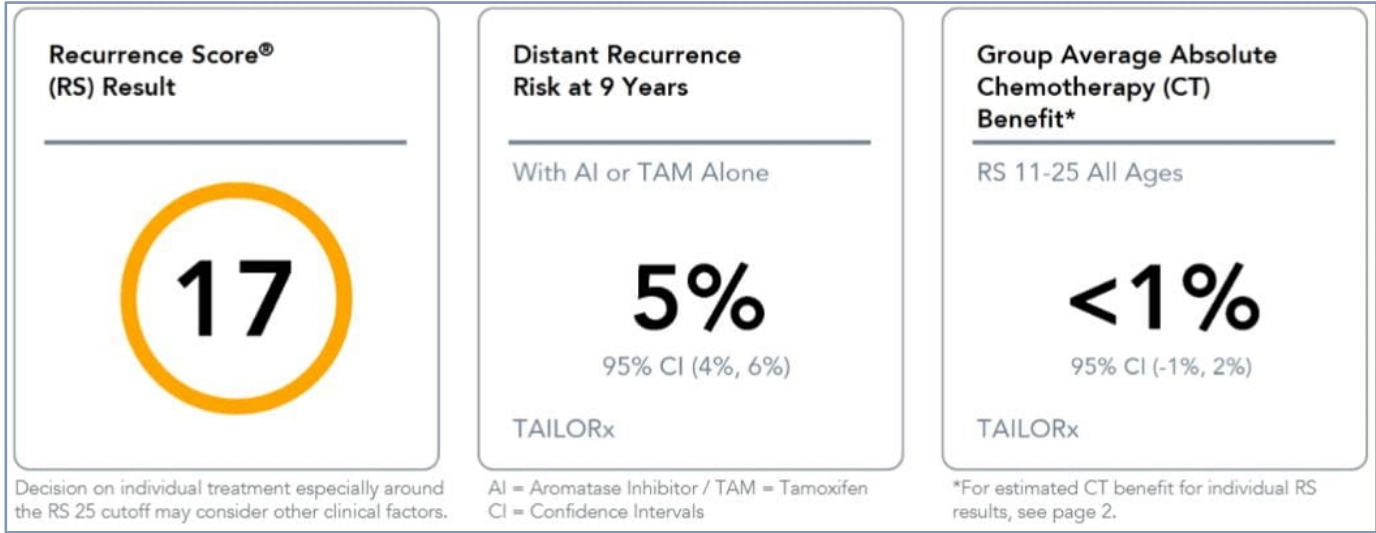 Recurrence Score®
(RS) Result
17
Decision on individual treatment especially around
the RS 25 cutoff may consider other clinical factors.
Distant Recurrence
Risk at 9 Years
With AI or TAM Alone
5%
95% CI (4%, 6%)
TAILORx
AI = Aromatase Inhibitor / TAM = Tamoxifen
CI = Confidence Intervals
Group Average Absolute
Chemotherapy (CT)
Benefit*
RS 11-25 All Ages
<1%
95% CI (-1%, 2%)
TAILORx
*For estimated CT benefit for individual RS
results, see page 2.